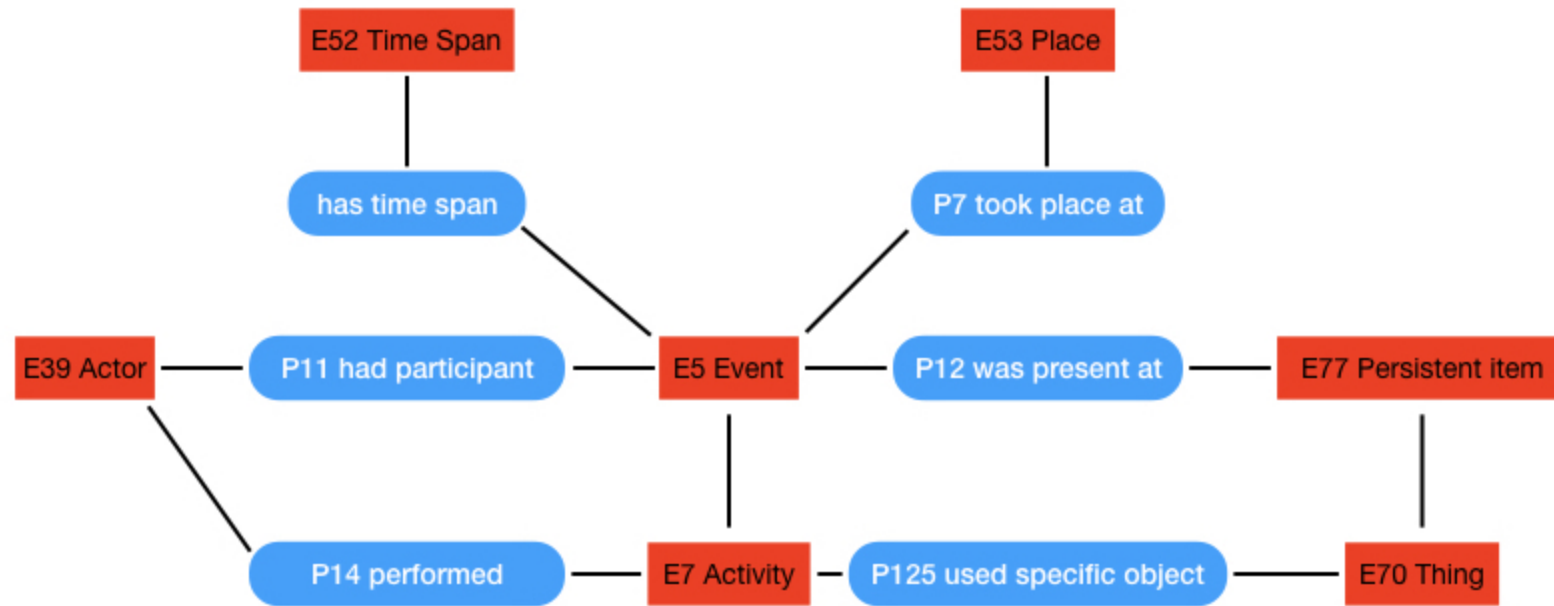 E52 Time Span
E53 Place
has time span
P7 took place at
E39 Actor
P11 had participant
E5 Event
P12 was present at
E77 Persistent item
P14 performed
E7 Activity
P125 used specific object
E70 Thing